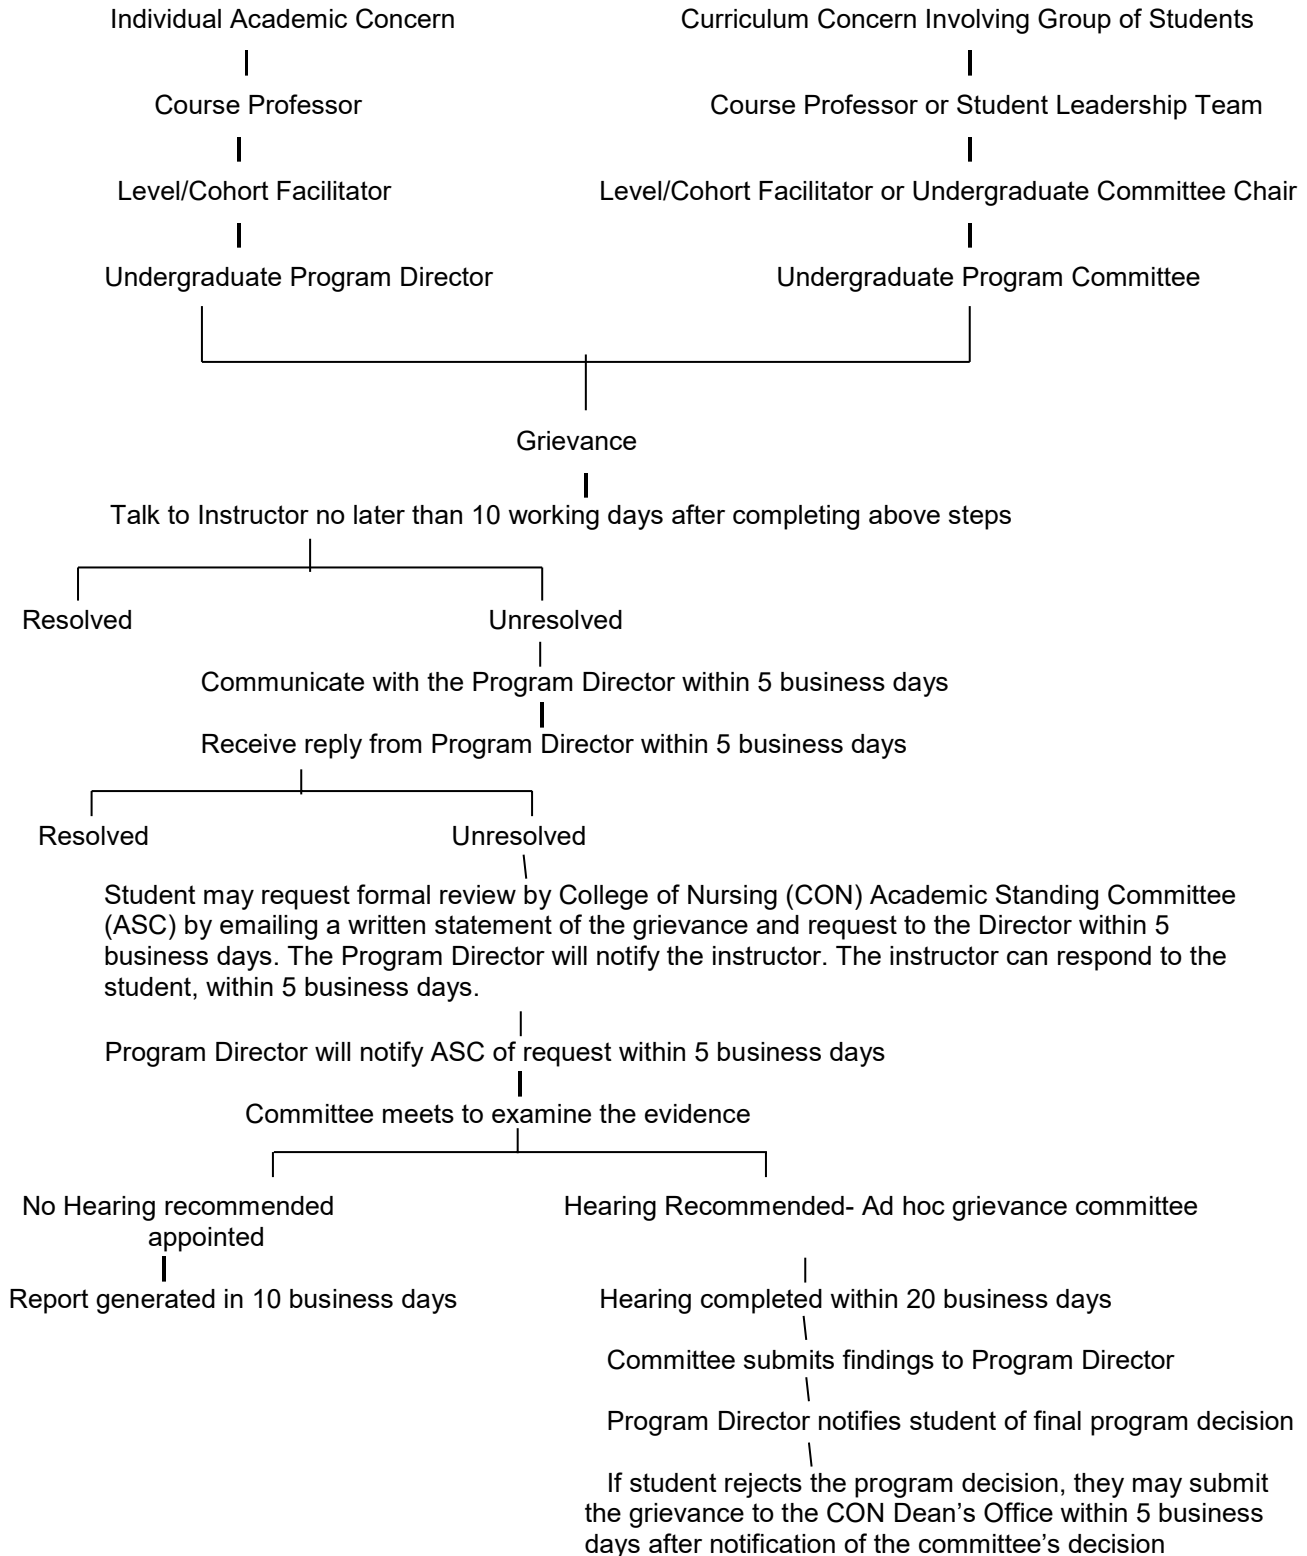 Individual Academic Concern
Curriculum Concern Involving Group of Students
Course Professor
Course Professor or Student Leadership Team
Level/Cohort Facilitator
Level/Cohort Facilitator or Undergraduate Committee Chair
Undergraduate Program Director
Undergraduate Program Committee
Grievance
Talk to Instructor no later than 10 working days after completing above steps
Resolved
Unresolved
Communicate with the Program Director within 5 business days
Receive reply from Program Director within 5 business days
Resolved
Unresolved
Student may request formal review by College of Nursing (CON) Academic Standing Committee
(ASC) by emailing a written statement of the grievance and request to the Director within 5
business days. The Program Director will notify the instructor. The instructor can respond to the
student, within 5 business days.
Program Director will notify ASC of request within 5 business days
Committee meets to examine the evidence
No Hearing recommended
Hearing Recommended- Ad hoc grievance committee
appointed
Report generated in 10 business days
Hearing completed within 20 business days
Committee submits findings to Program Director
Program Director notifies student of final program decision
If student rejects the program decision, they may submit
the grievance to the CON Dean’s Office within 5 business
days after notification of the committee’s decision